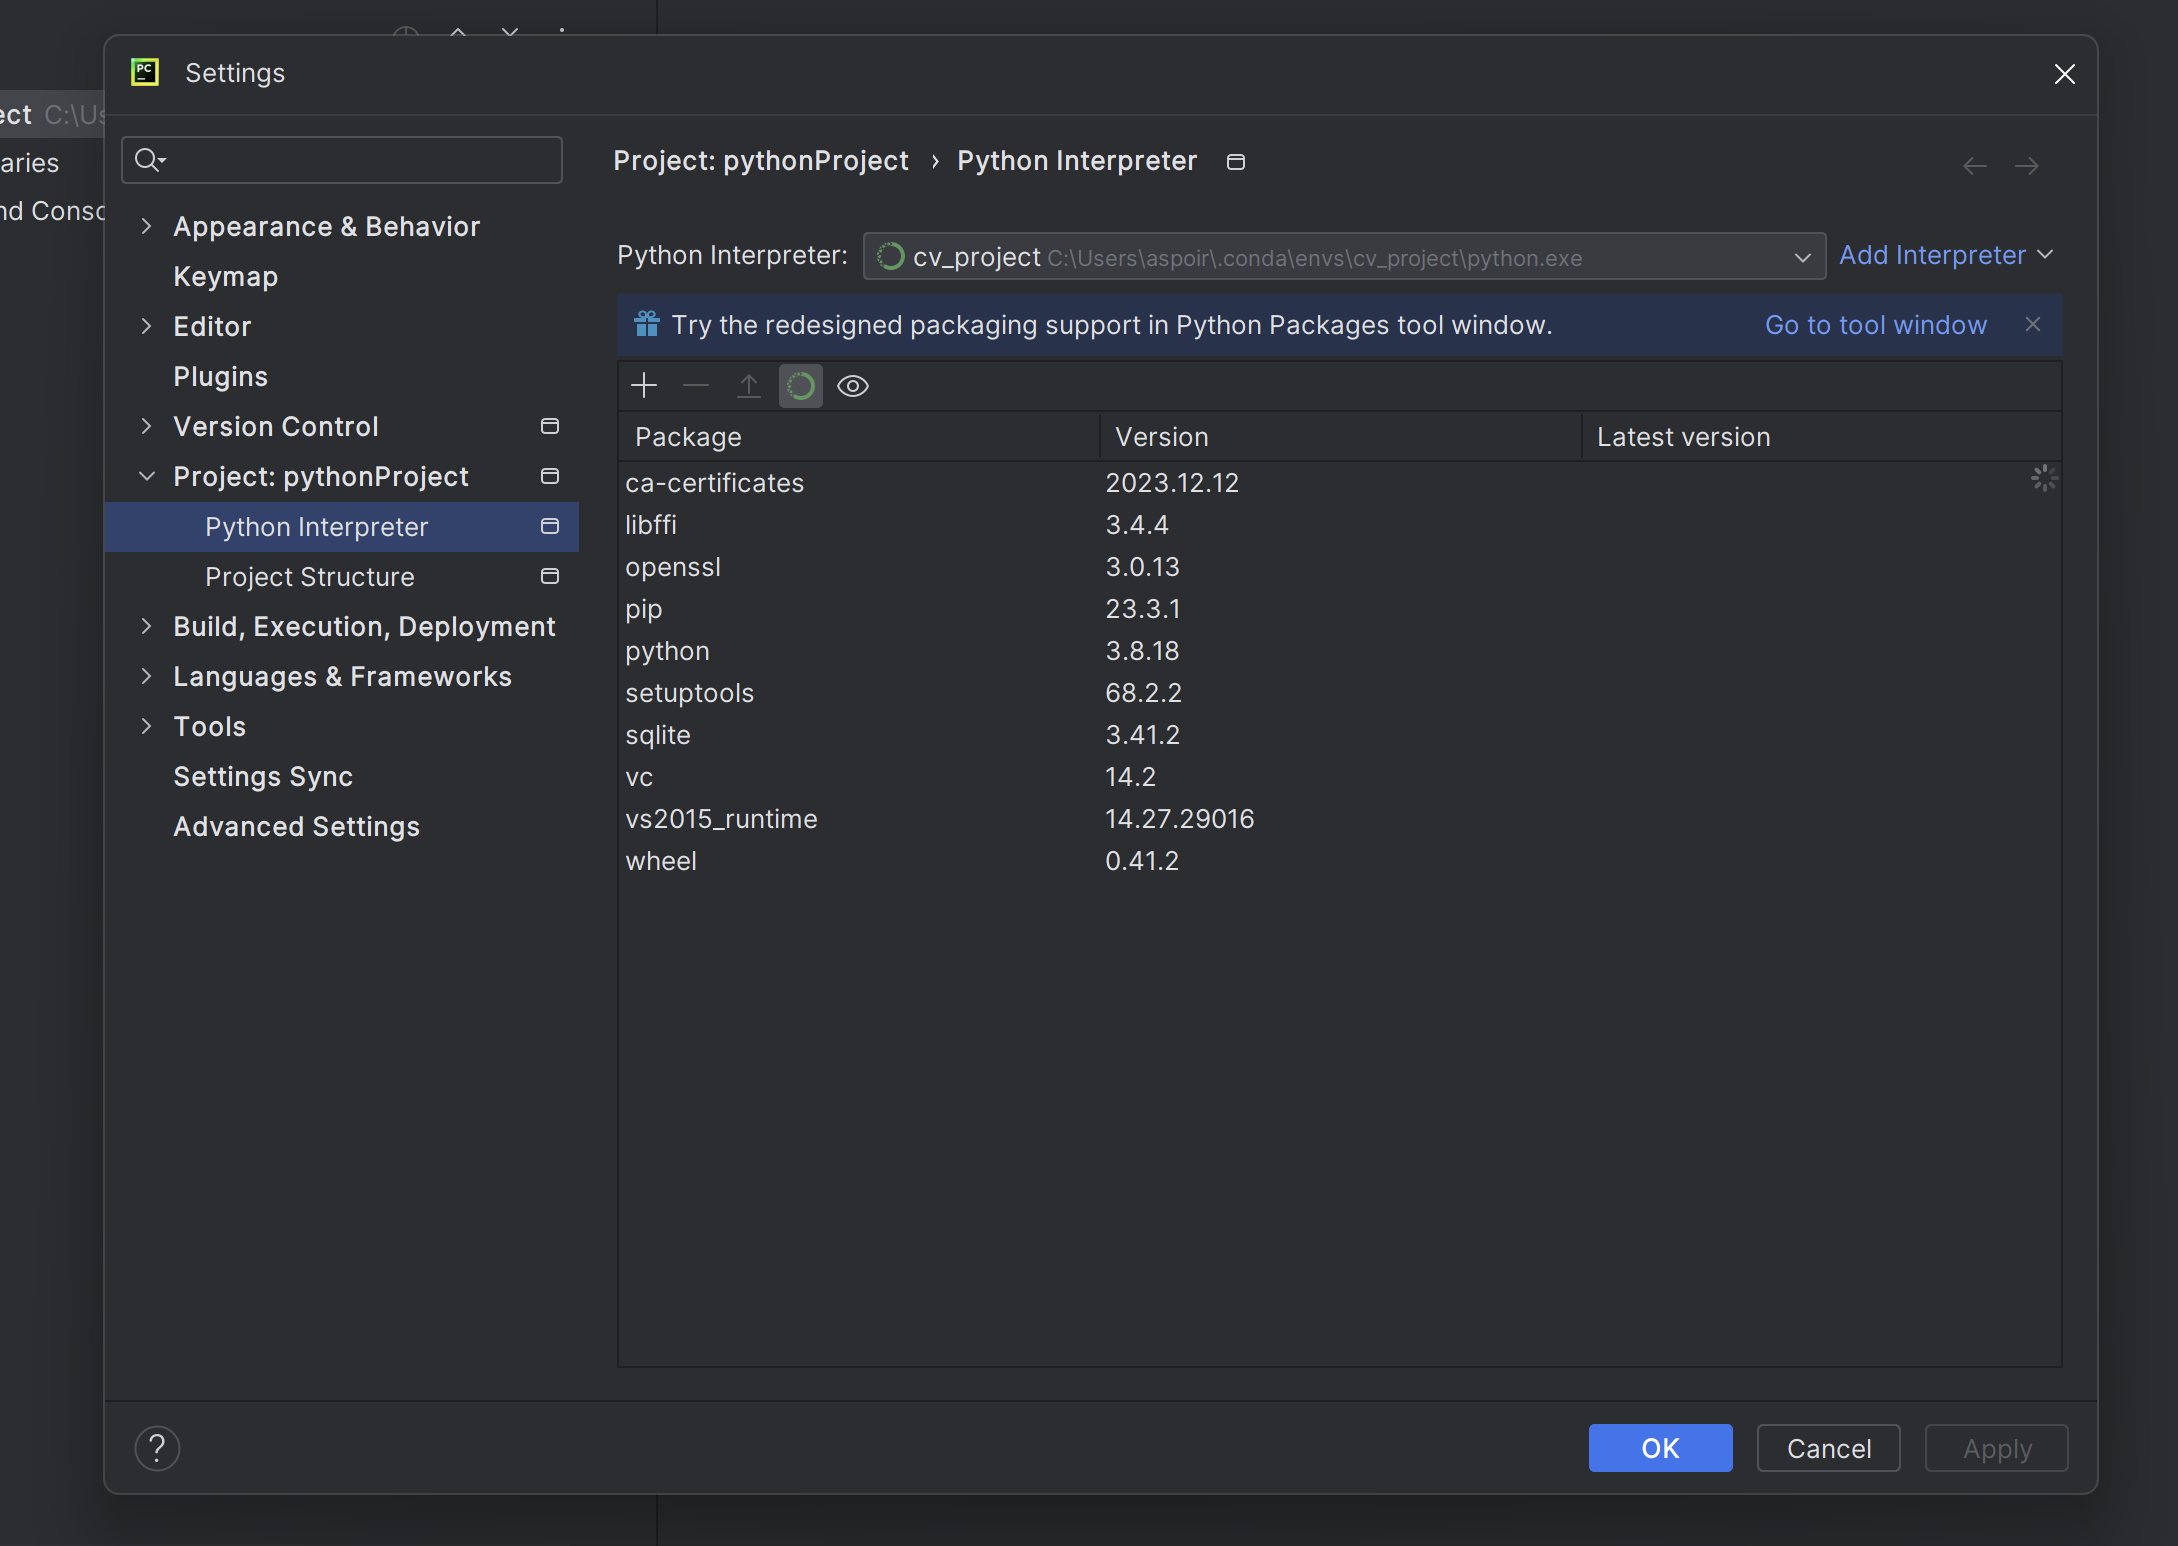 PC
Settings
ect C:\Us
aries
nd Consc
Project: pythonProject › Python Interpreter
Appearance & Behavior
Keymap
Editor
Plugins
Version Control
Project: pythonProject
Python Interpreter
Project Structure
Build, Execution, Deployment
Languages & Frameworks
Tools
Settings Sync
Advanced Settings
Python Interpreter: cv_project C:\Users\aspoir\.conda\envs\cv_project\python.exe Add Interpreter
Try the redesigned packaging support in Python Packages tool window. Go to tool window
Package Version Latest version
ca-certificates 2023.12.12
libffi 3.4.4
openssl 3.0.13
pip 23.3.1
python 3.8.18
setuptools 68.2.2
sqlite 3.41.2
vc 14.2
vs2015_runtime 14.27.29016
wheel 0.41.2
? OK Cancel Apply